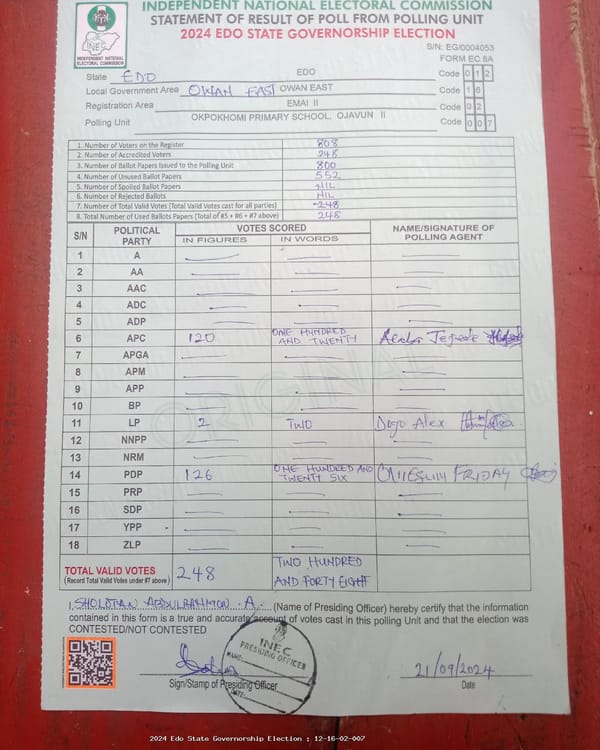 INDEPENDENT NATIONAL ELECTORAL COMMISSION
STATEMENT OF RESULT OF POLL FROM POLLING UNIT
2024 EDO STATE GOVERNORSHIP ELECTION
INEC
INDEPENDENT NATIONAL ELECTORAL COMMISSION
S/N: EG/0004053
FORM EC 8A
State EDO EDO Code 0 1 2
Local Government Area OWAN EAST OWAN EAST Code 1 6
Registration Area EMAI II Code 0 2
Polling Unit OKPOKHOMI PRIMARY SCHOOL, OJAVUN II Code 0 0 7
1. Number of Voters on the Register 808
2. Number of Accredited Voters 248
3. Number of Ballot Papers Issued to the Polling Unit 800
4. Number of Unused Ballot Papers 552
5. Number of Spoiled Ballot Papers NIL
6. Number of Rejected Ballots NIL
7. Number of Total Valid Votes (Total Valid Votes cast for all parties) 248
8. Total Number of Used Ballots Papers (Total of #5 + #6 + #7 above) 248
S/N POLITICAL PARTY VOTES SCORED NAME/SIGNATURE OF POLLING AGENT
IN FIGURES IN WORDS
1 A
2 AA
3 AAC
4 ADC
5 ADP
6 APC 120 ONE HUNDRED AND TWENTY Jegede
7 APGA
8 APM
9 APP
10 BP
11 LP 2 TWO Dogo Alex
12 NNPP
13 NRM
14 PDP 126 ONE HUNDRED AND TWENTY SIX FRIDAY
15 PRP
16 SDP
17 YPP
18 ZLP
TOTAL VALID VOTES 248 TWO HUNDRED AND FORTY EIGHT
(Record Total Valid Votes under #7 above)
ORIGINAL
I, ABDULRAHMON A. (Name of Presiding Officer) hereby certify that the information
contained in this form is a true and accurate account of votes cast in this polling Unit and that the election was
CONTESTED/NOT CONTESTED
INEC
PRESIDING OFFICER
NAME:
DATE:
21/09/2024
Sign/Stamp of Presiding Officer Date
2024 Edo State Governorship Election : 12-16-02-007